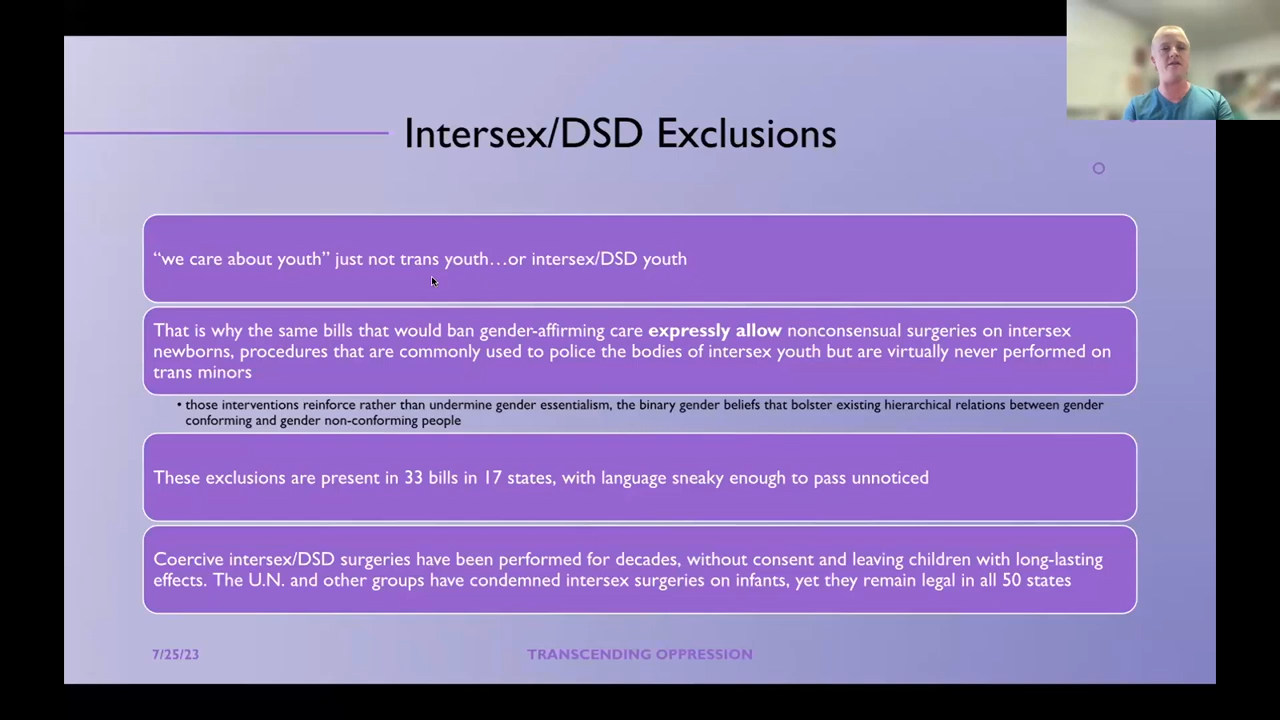 Intersex/DSD Exclusions
“we care about youth” just not trans youth…or intersex/DSD youth
That is why the same bills that would ban gender-affirming care expressly allow nonconsensual surgeries on intersex
newborns, procedures that are commonly used to police the bodies of intersex youth but are virtually never performed on
trans minors
• those interventions reinforce rather than undermine gender essentialism, the binary gender beliefs that bolster existing hierarchical relations between gender
conforming and gender non-conforming people
These exclusions are present in 33 bills in 17 states, with language sneaky enough to pass unnoticed
Coercive intersex/DSD surgeries have been performed for decades, without consent and leaving children with long-lasting
effects. The U.N. and other groups have condemned intersex surgeries on infants, yet they remain legal in all 50 states
7/25/23
TRANSCENDING OPPRESSION